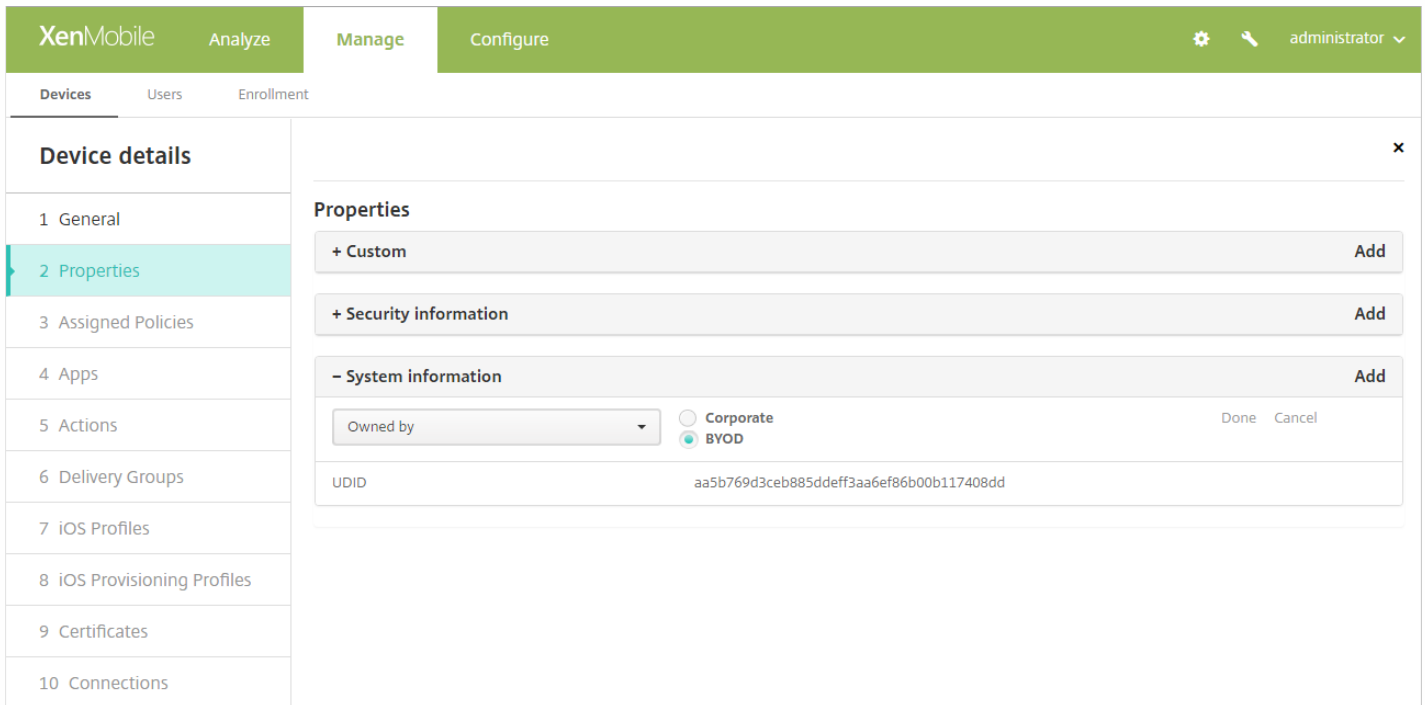 XenMobile Analyze Manage Configure administrator
Devices Users Enrollment
Device details
1 General
2 Properties
3 Assigned Policies
4 Apps
5 Actions
6 Delivery Groups
7 iOS Profiles
8 iOS Provisioning Profiles
9 Certificates
10 Connections
×
Properties
+ Custom Add
+ Security information Add
− System information Add
Owned by
Corporate
BYOD
Done Cancel
UDID aa5b769d3ceb885ddeff3aa6ef86b00b117408dd